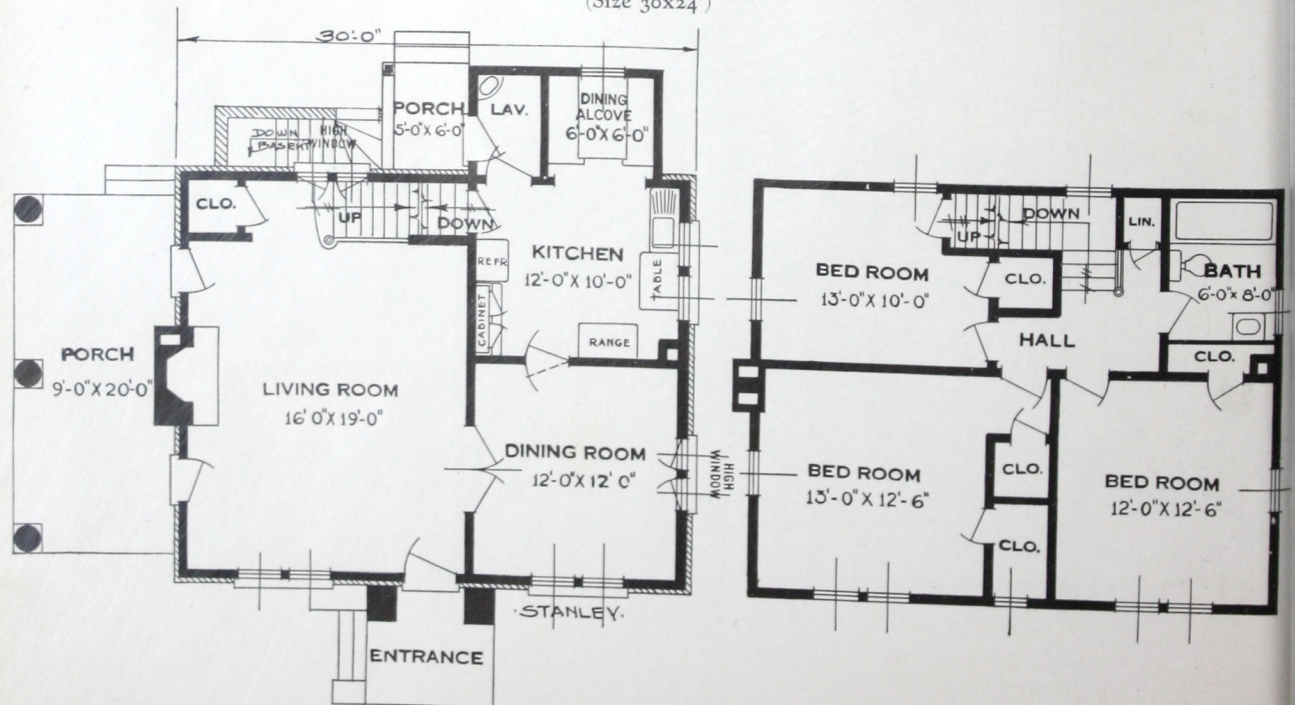 (Size 30x24)
30'-0"
PORCH
5'-0"X 6'-0"
LAV.
DINING
ALCOVE
6'-0"X 6'-0"
DOWN
BASEM'T
HIGH
WINDOW
CLO.
UP
DOWN
KITCHEN
12'-0"X 10'-0"
REFR.
CABINET
TABLE
RANGE
PORCH
9'-0"X 20'-0"
LIVING ROOM
16' 0"X 19'-0"
DINING ROOM
12'-0"X 12' 0"
HIGH
WINDOW
STANLEY.
ENTRANCE
BED ROOM
13'-0"X 10'-0"
UP
DOWN
LIN.
CLO.
BATH
6'-0"x 8'-0"
HALL
CLO.
BED ROOM
13'-0"X 12'-6"
CLO.
CLO.
BED ROOM
12'-0"X 12'-6"